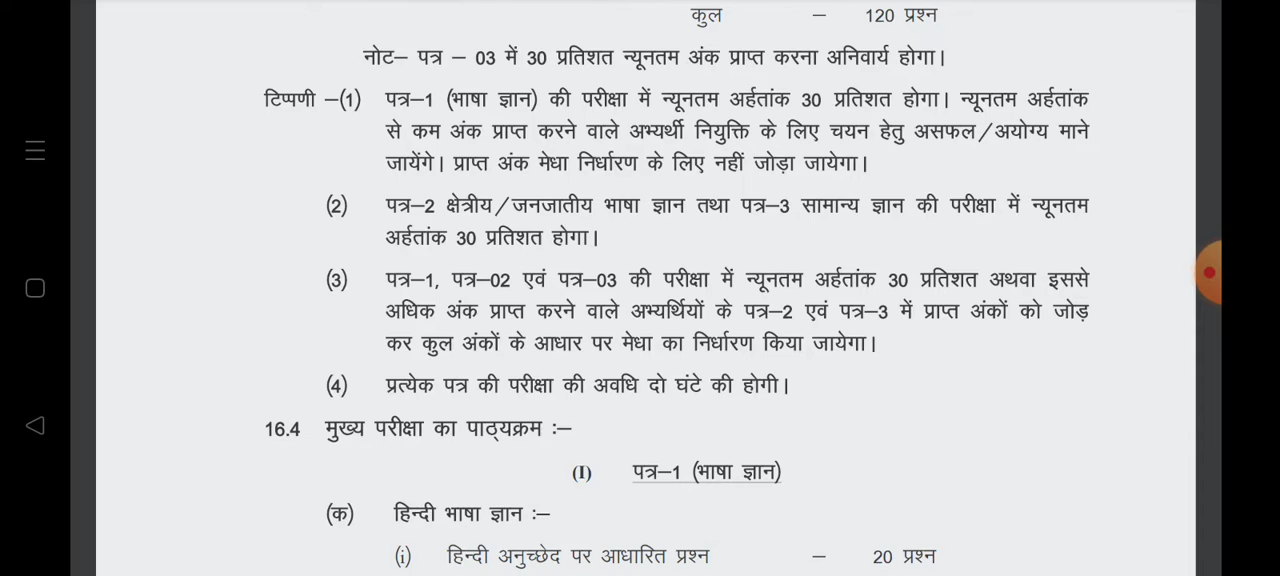 कुल – 120 प्रश्न
नोट– पत्र – 03 में 30 प्रतिशत न्यूनतम अंक प्राप्त करना अनिवार्य होगा।
टिप्पणी –(1) पत्र–1 (भाषा ज्ञान) की परीक्षा में न्यूनतम अर्हतांक 30 प्रतिशत होगा। न्यूनतम अर्हतांक
से कम अंक प्राप्त करने वाले अभ्यर्थी नियुक्ति के लिए चयन हेतु असफल/अयोग्य माने
जायेंगे। प्राप्त अंक मेधा निर्धारण के लिए नहीं जोड़ा जायेगा।
(2) पत्र–2 क्षेत्रीय/जनजातीय भाषा ज्ञान तथा पत्र–3 सामान्य ज्ञान की परीक्षा में न्यूनतम
अर्हतांक 30 प्रतिशत होगा।
(3) पत्र–1, पत्र–02 एवं पत्र–03 की परीक्षा में न्यूनतम अर्हतांक 30 प्रतिशत अथवा इससे
अधिक अंक प्राप्त करने वाले अभ्यर्थियों के पत्र–2 एवं पत्र–3 में प्राप्त अंकों को जोड़
कर कुल अंकों के आधार पर मेधा का निर्धारण किया जायेगा।
(4) प्रत्येक पत्र की परीक्षा की अवधि दो घंटे की होगी।
16.4 मुख्य परीक्षा का पाठ्यक्रम :–
(I) पत्र–1 (भाषा ज्ञान)
(क) हिन्दी भाषा ज्ञान :–
(i) हिन्दी अनुच्छेद पर आधारित प्रश्न – 20 प्रश्न